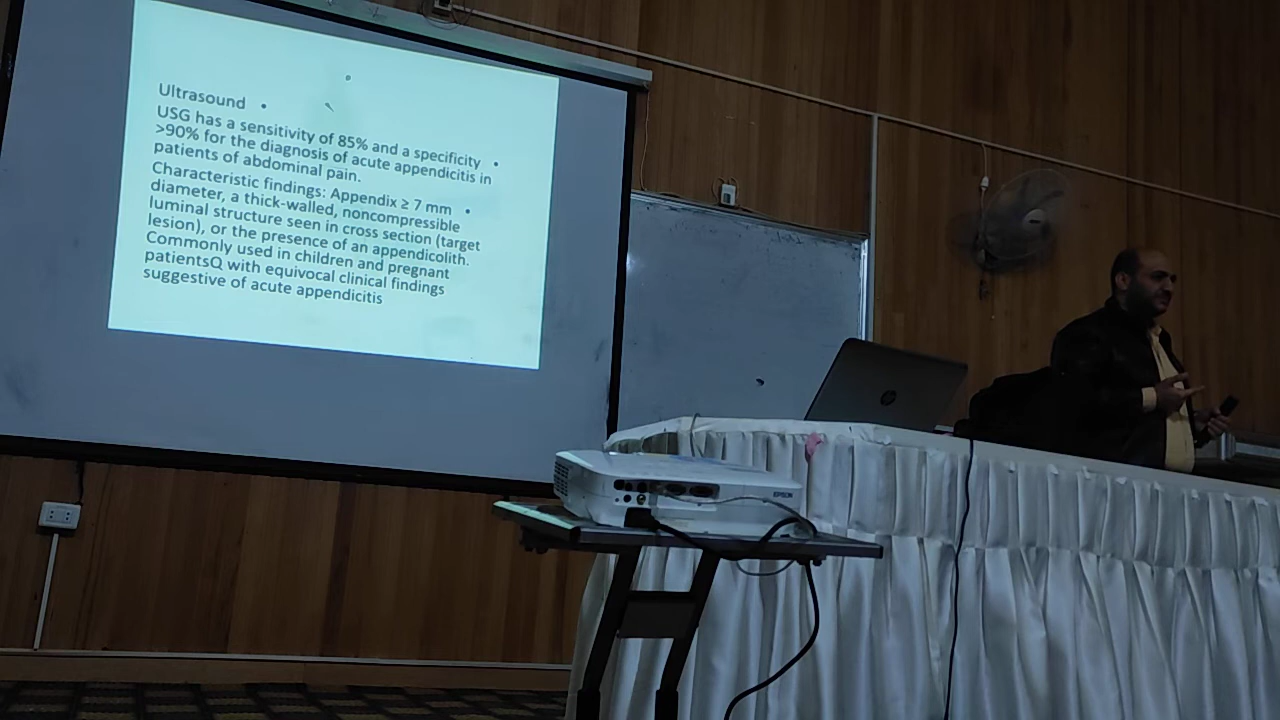 Ultrasound •
USG has a sensitivity of 85% and a specificity •
>90% for the diagnosis of acute appendicitis in
patients of abdominal pain.
Characteristic findings: Appendix ≥ 7 mm •
diameter, a thick-walled, noncompressible
luminal structure seen in cross section (target
lesion), or the presence of an appendicolith.
Commonly used in children and pregnant
patientsQ with equivocal clinical findings
suggestive of acute appendicitis
EPSON
hp